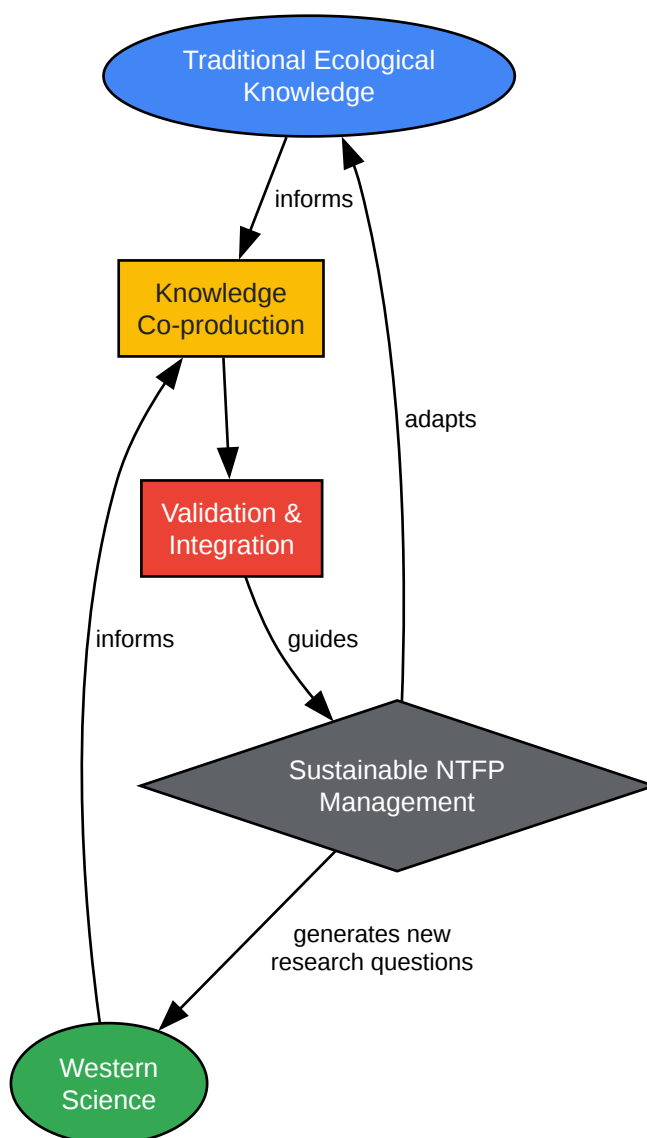 Traditional Ecological
Knowledge
informs
Knowledge
Co-production
adapts
Validation &
Integration
informs
guides
Sustainable NTFP
Management
generates new
research questions
Western
Science